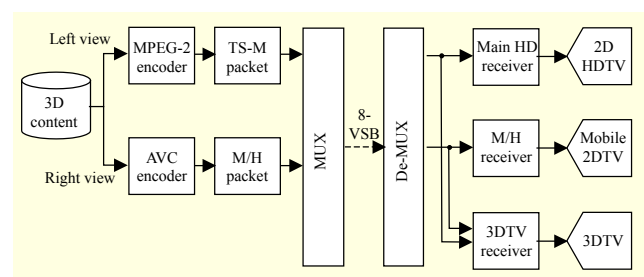 Left view
MPEG-2
encoder
TS-M
packet
3D
content
Right view
AVC
encoder
M/H
packet
MUX
8-
VSB
De-MUX
Main HD
receiver
2D
HDTV
M/H
receiver
Mobile
2DTV
3DTV
receiver
3DTV